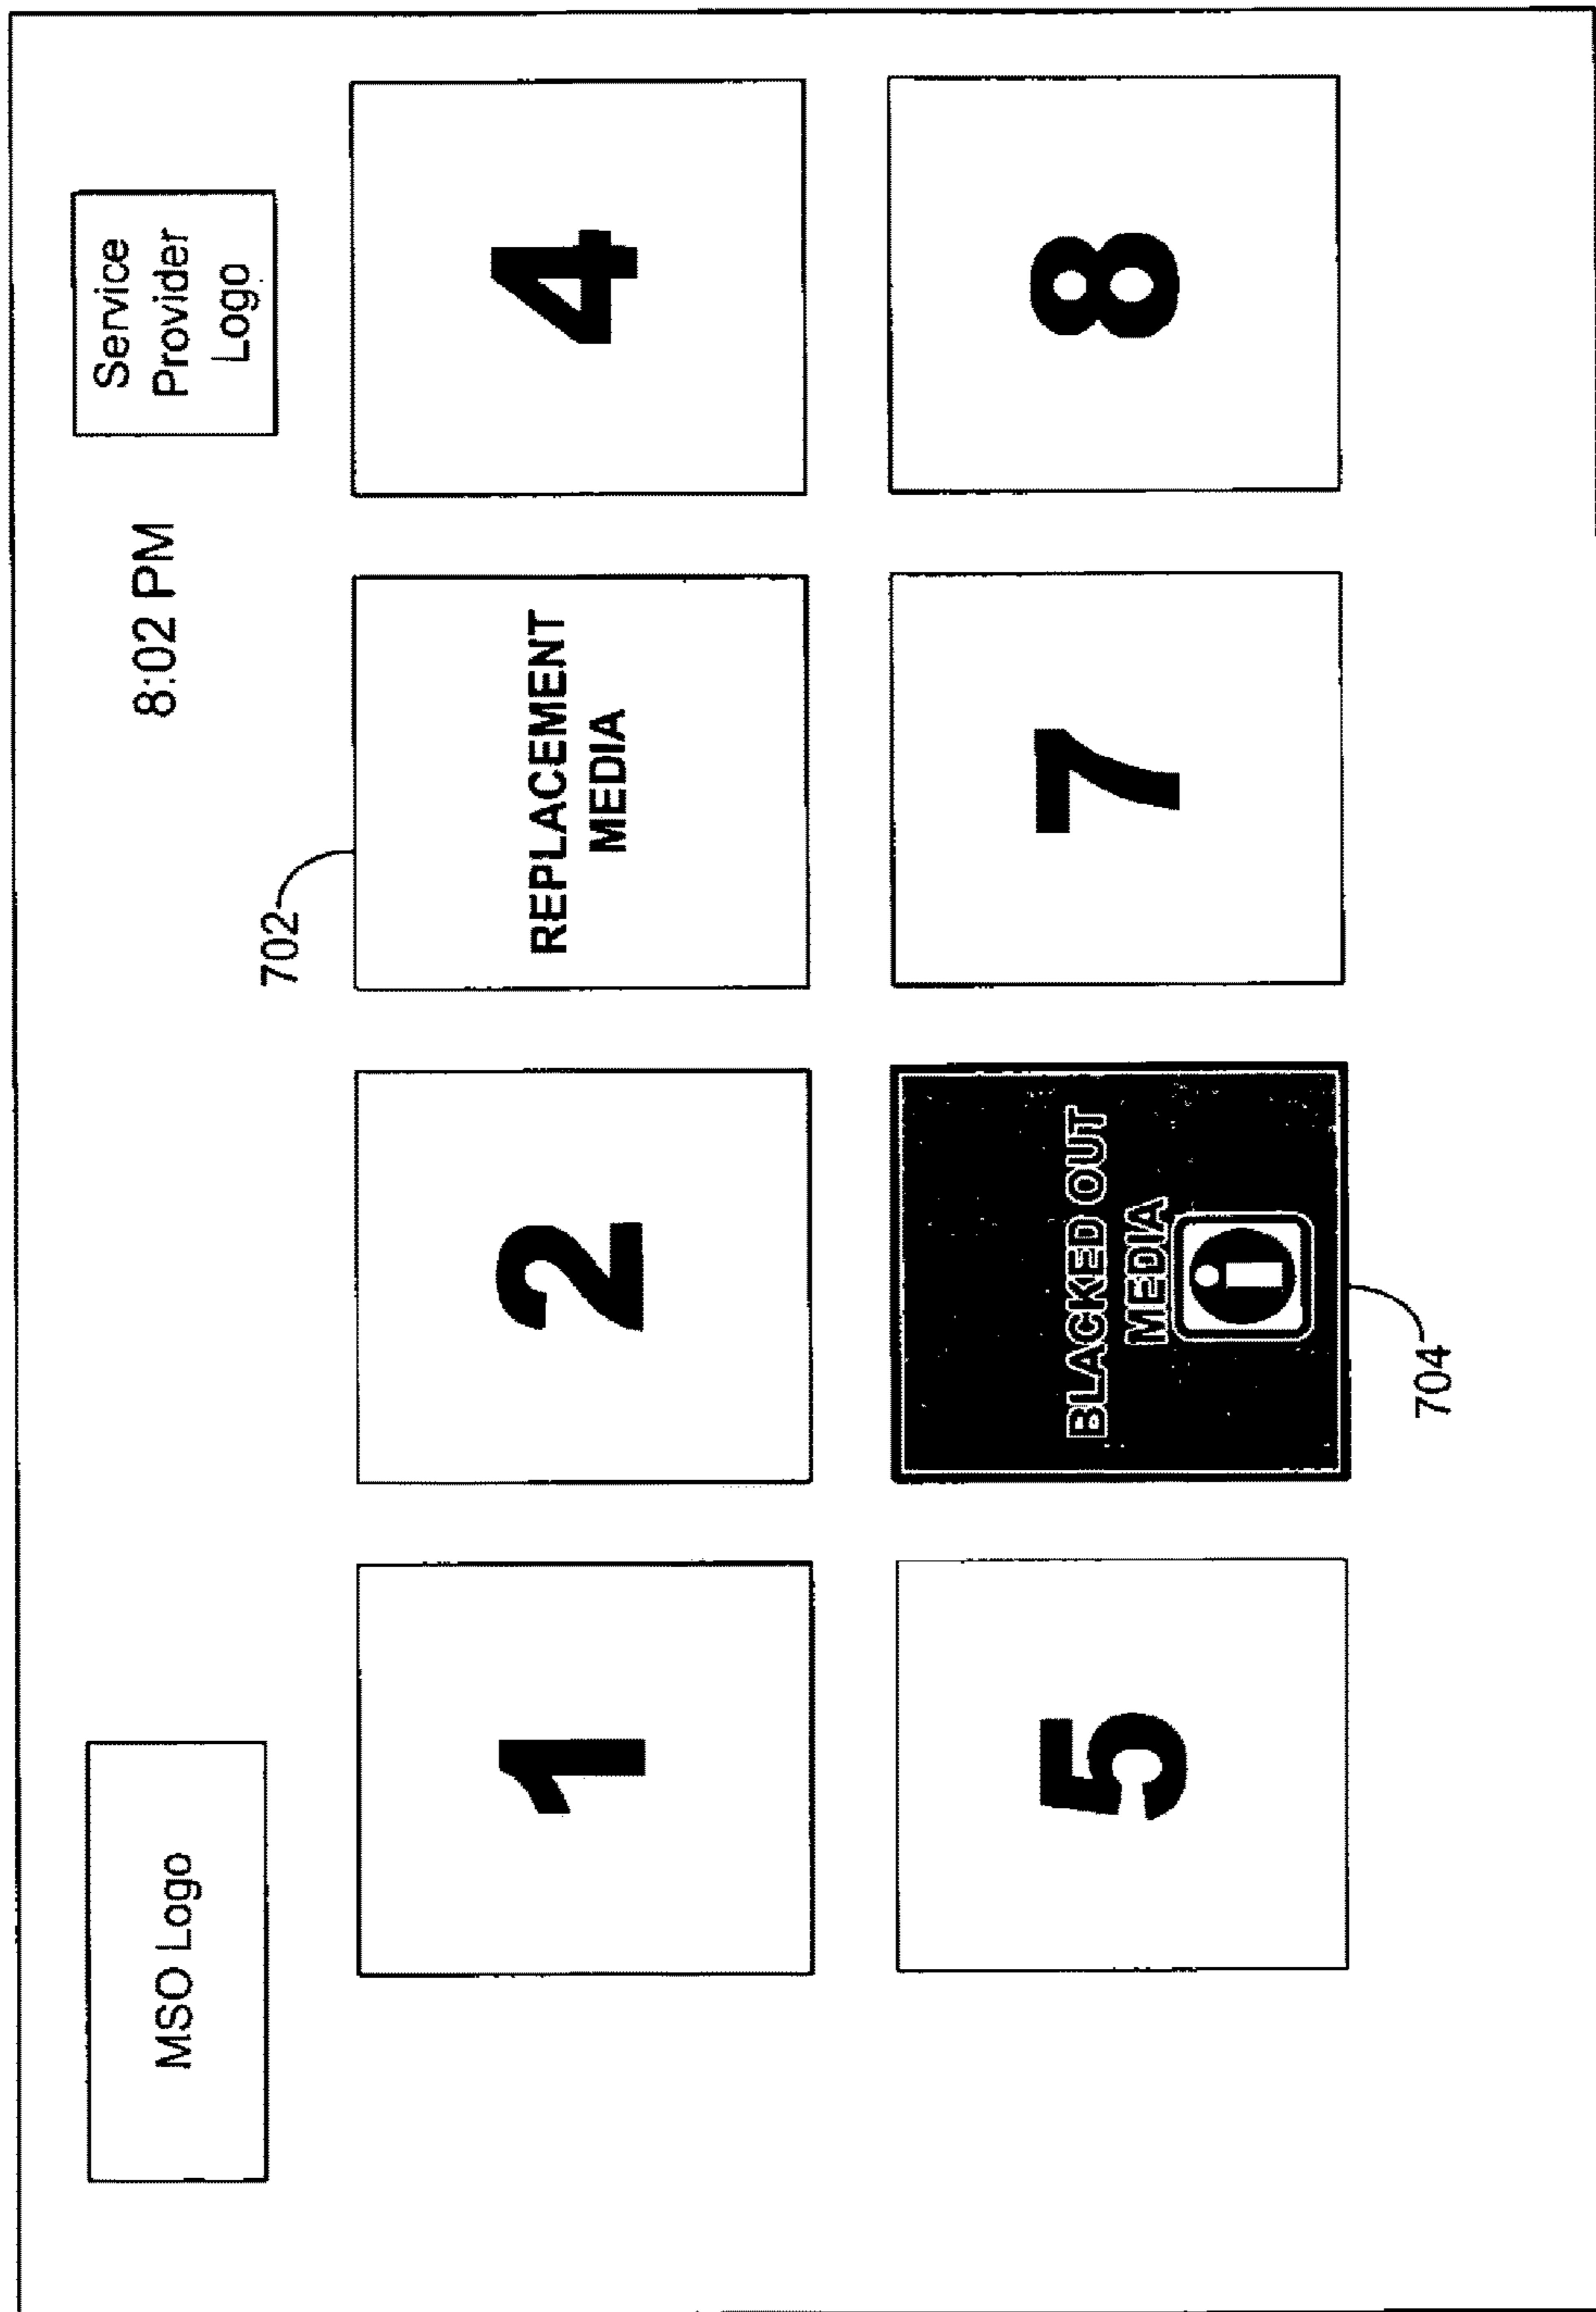 MSO Logo
8:02 PM
Service
Provider
Logo
702
1
2
REPLACEMENT
MEDIA
4
5
BLACKED OUT
MEDIA
i
7
8
704